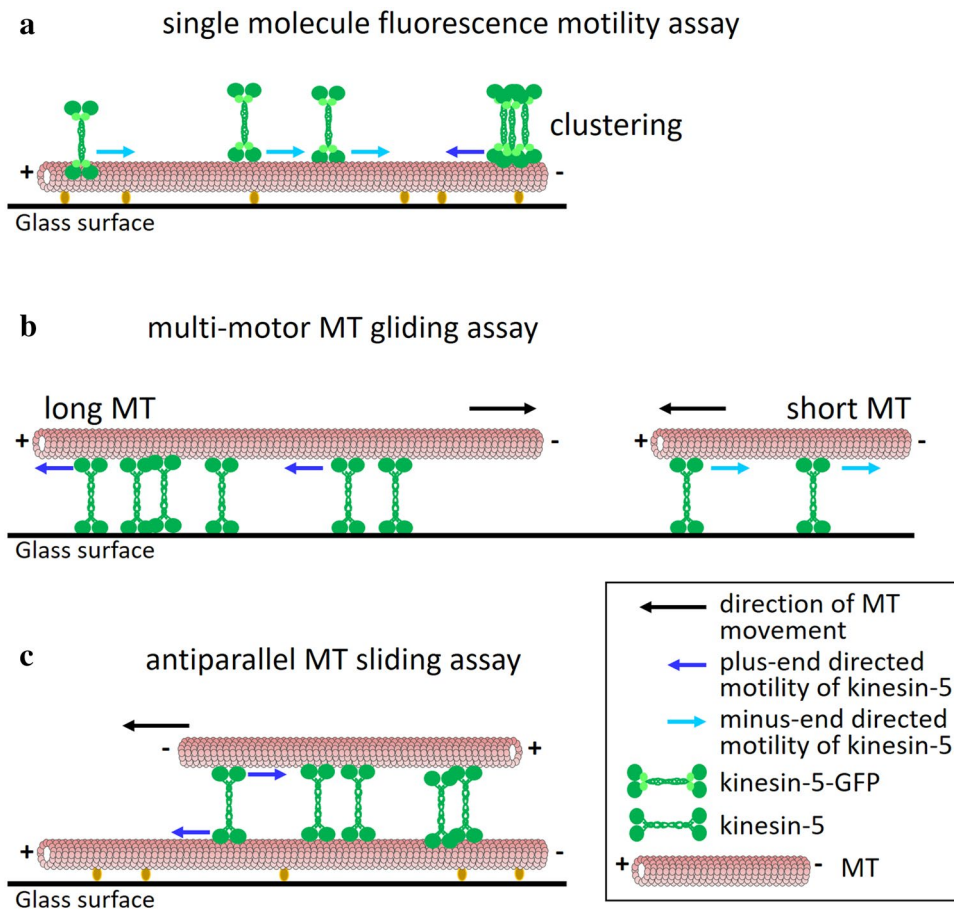 a
single molecule fluorescence motility assay
clustering
+
-
Glass surface
b
multi-motor MT gliding assay
long MT
short MT
+
-
+
-
Glass surface
c
antiparallel MT sliding assay
-
+
+
-
Glass surface
direction of MT
movement
plus-end directed
motility of kinesin-5
minus-end directed
motility of kinesin-5
kinesin-5-GFP
kinesin-5
+
-
MT